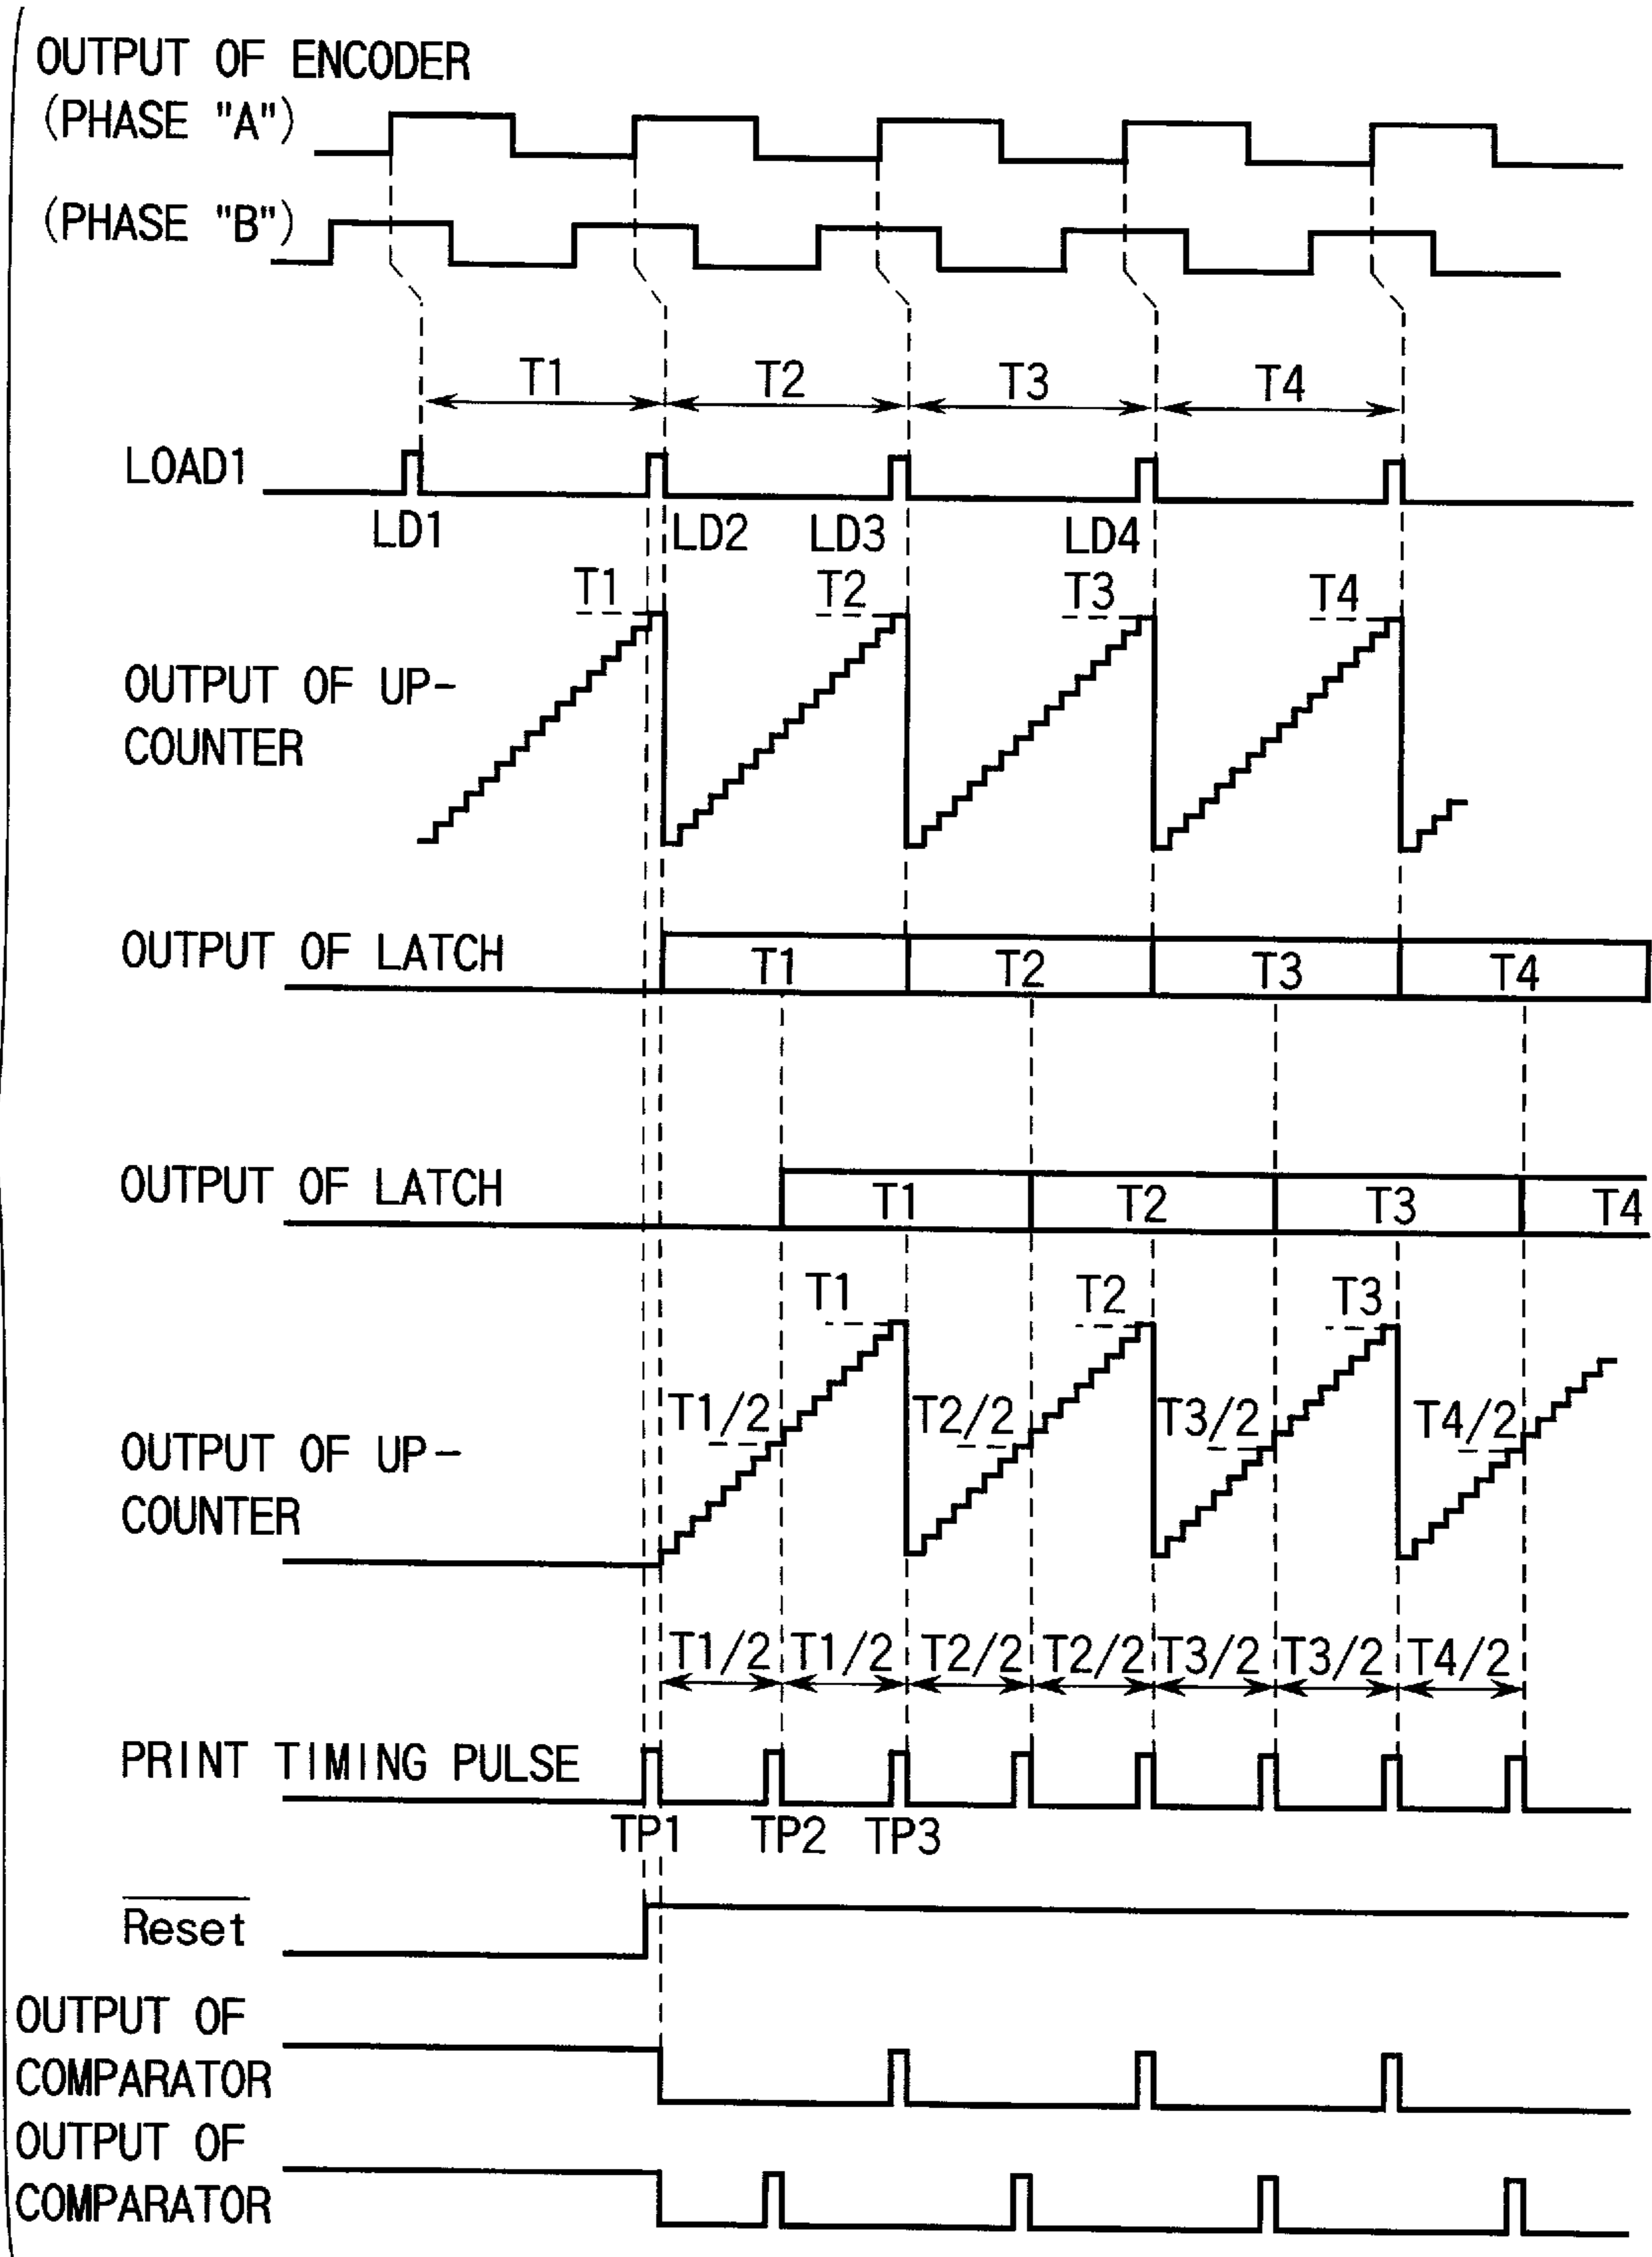 OUTPUT OF ENCODER
(PHASE "A")
(PHASE "B")
T1 T2 T3 T4
LOAD1
LD1 LD2 LD3 LD4
T1 T2 T3 T4
OUTPUT OF UP-
COUNTER
OUTPUT OF LATCH T1 T2 T3 T4
OUTPUT OF LATCH T1 T2 T3 T4
T1 T2 T3
T1/2 T2/2 T3/2 T4/2
OUTPUT OF UP-
COUNTER
T1/2 T1/2 T2/2 T2/2 T3/2 T3/2 T4/2
PRINT TIMING PULSE
TP1 TP2 TP3
Reset
OUTPUT OF
COMPARATOR
OUTPUT OF
COMPARATOR